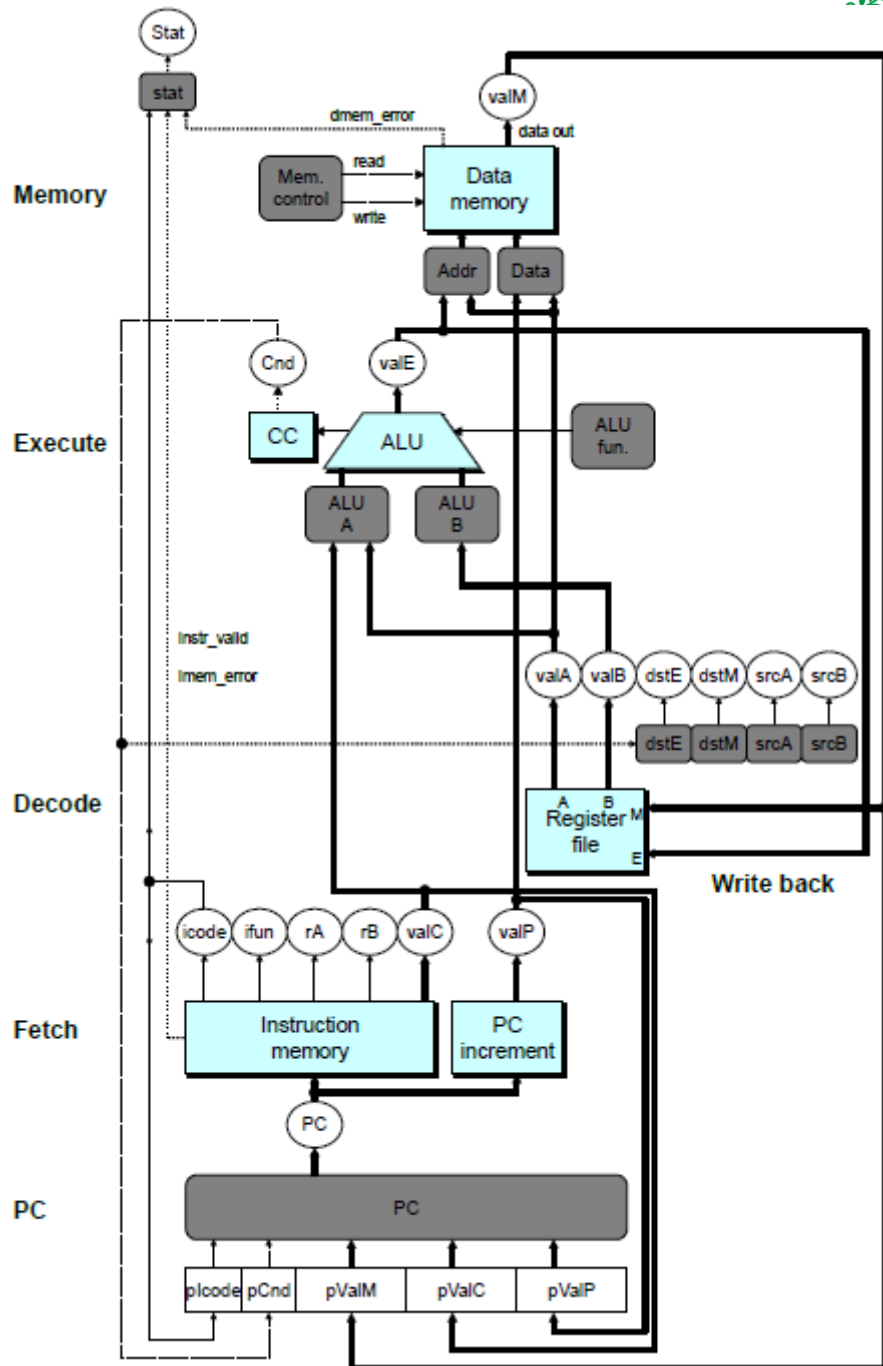 Stat
stat
valM
dmem_error
data out
Mem.
control
read
write
Data
memory
Memory
Addr
Data
Cnd
valE
CC
ALU
ALU
fun.
Execute
ALU
A
ALU
B
Instr_valid
Imem_error
valA
valB
dstE
dstM
srcA
srcB
dstE
dstM
srcA
srcB
Decode
A
B
M
Register
file
E
Write back
icode
ifun
rA
rB
valC
valP
Fetch
Instruction
memory
PC
increment
PC
PC
PC
pIcode
pCnd
pValM
pValC
pValP